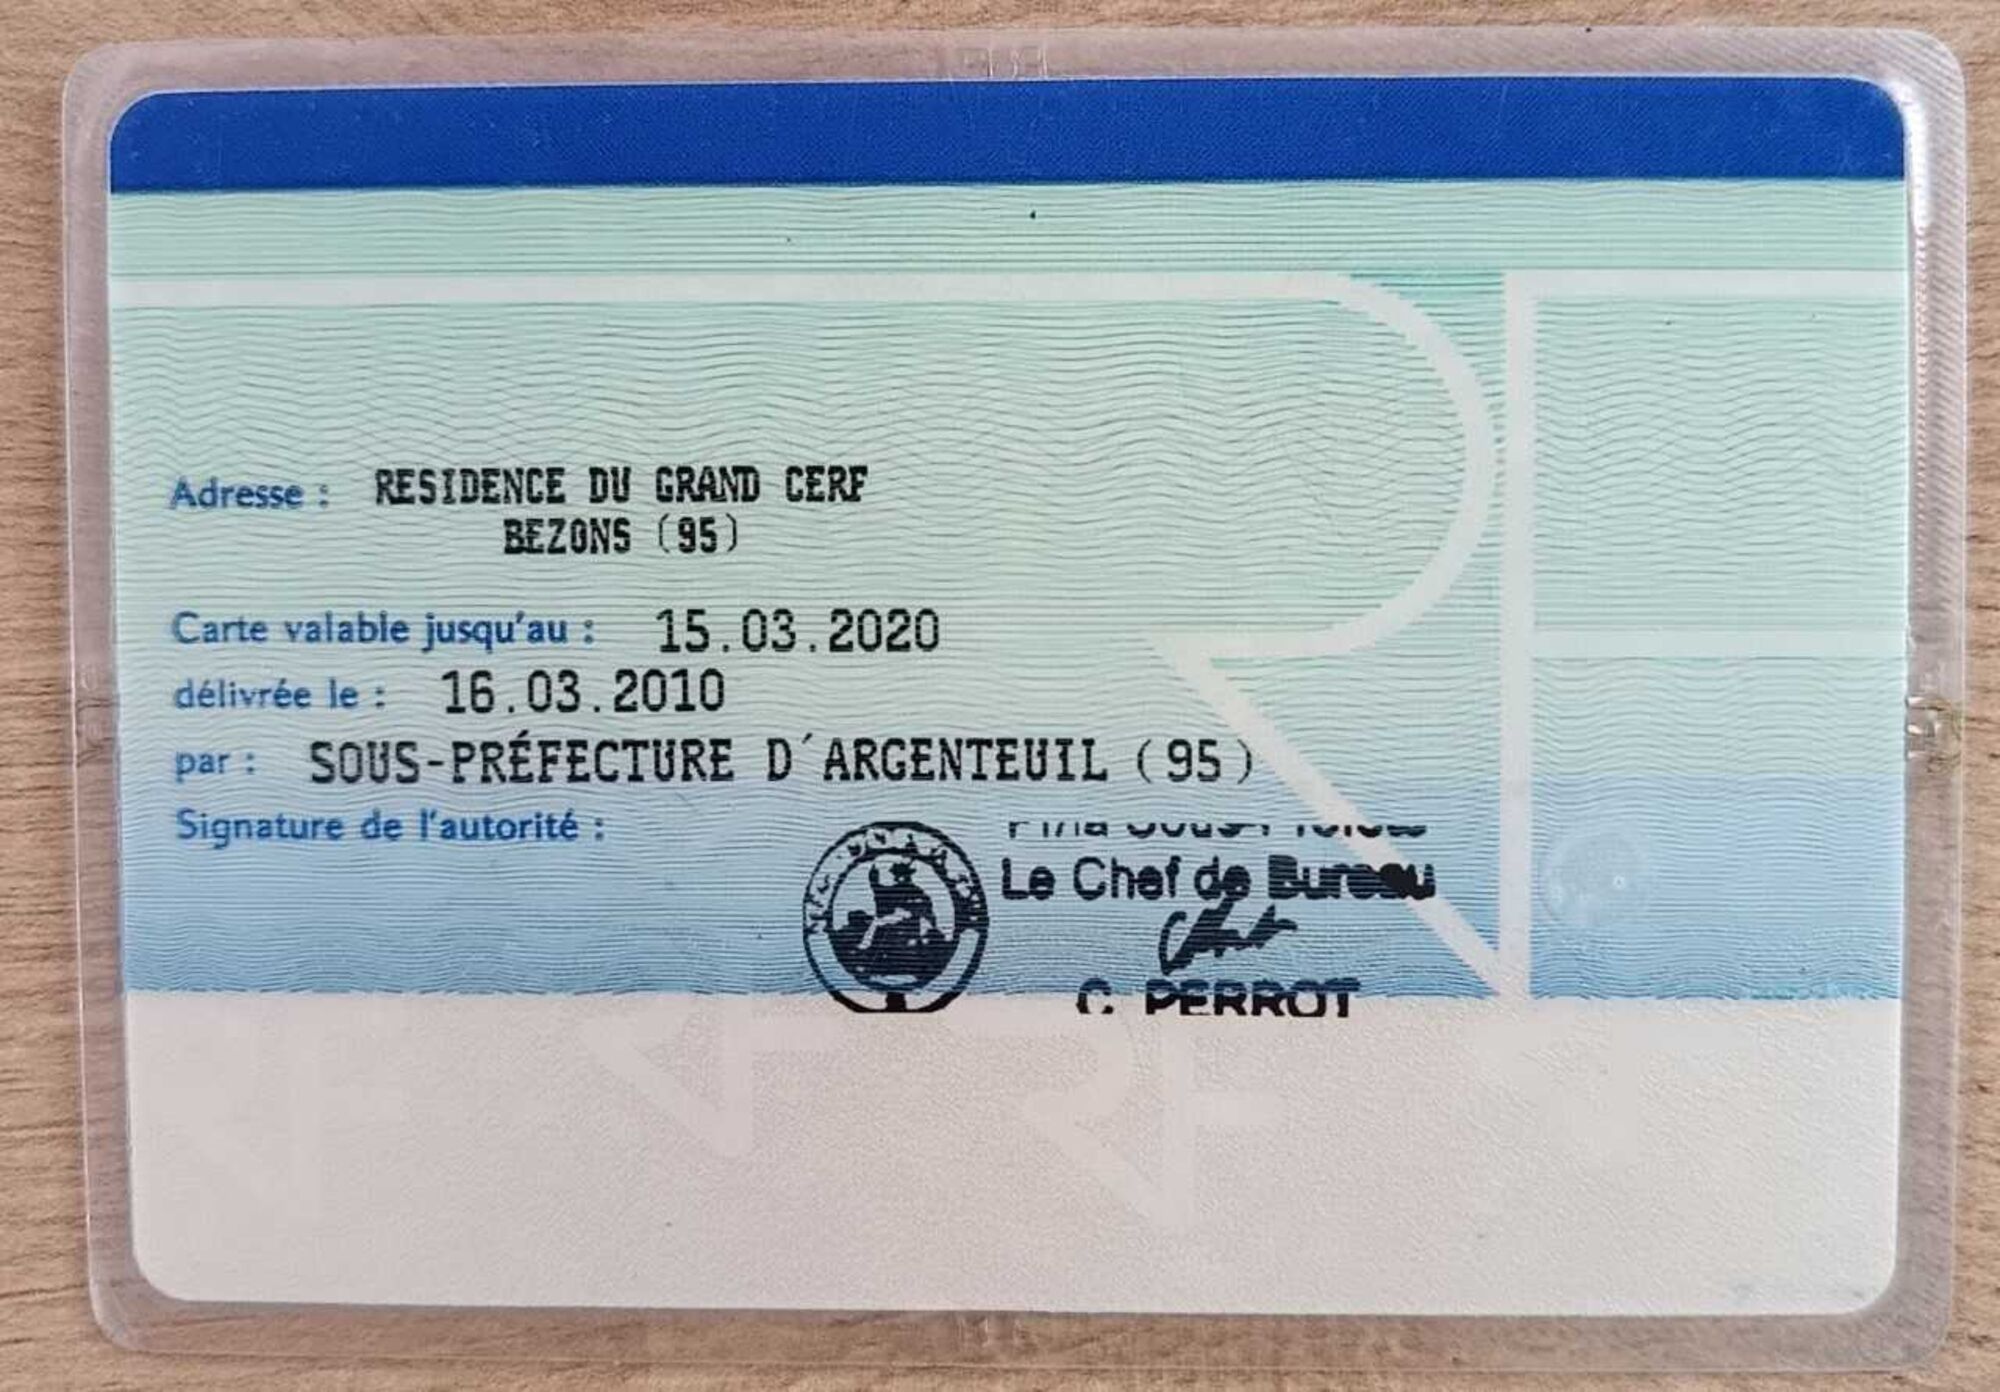 Adresse : RESIDENCE DU GRAND CERF
BEZONS (95)
Carte valable jusqu'au : 15.03.2020
délivrée le : 16.03.2010
par : SOUS-PRÉFECTURE D´ARGENTEUIL (95)
Signature de l'autorité :
Le Chef de Bureau
C PERROT